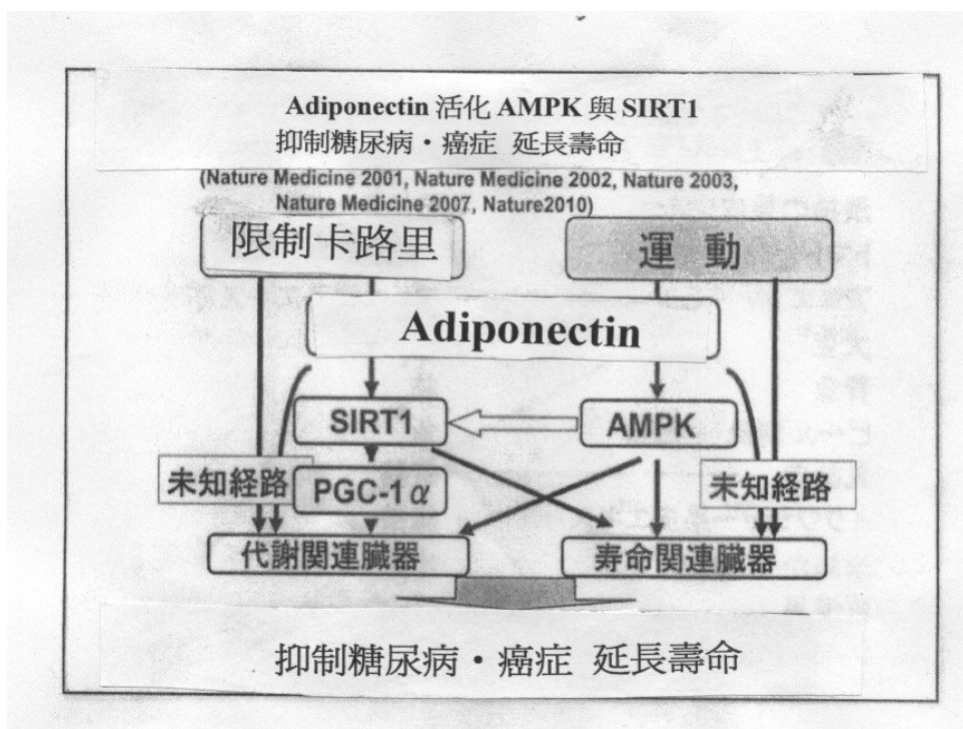 Adiponectin 活化 AMPK 與 SIRT1
抑制糖尿病・癌症 延長壽命
(Nature Medicine 2001, Nature Medicine 2002, Nature 2003,
Nature Medicine 2007, Nature2010)
限制卡路里
運 動
Adiponectin
SIRT1
AMPK
未知経路
PGC-1α
未知経路
代謝関連臓器
寿命関連臓器
抑制糖尿病・癌症 延長壽命